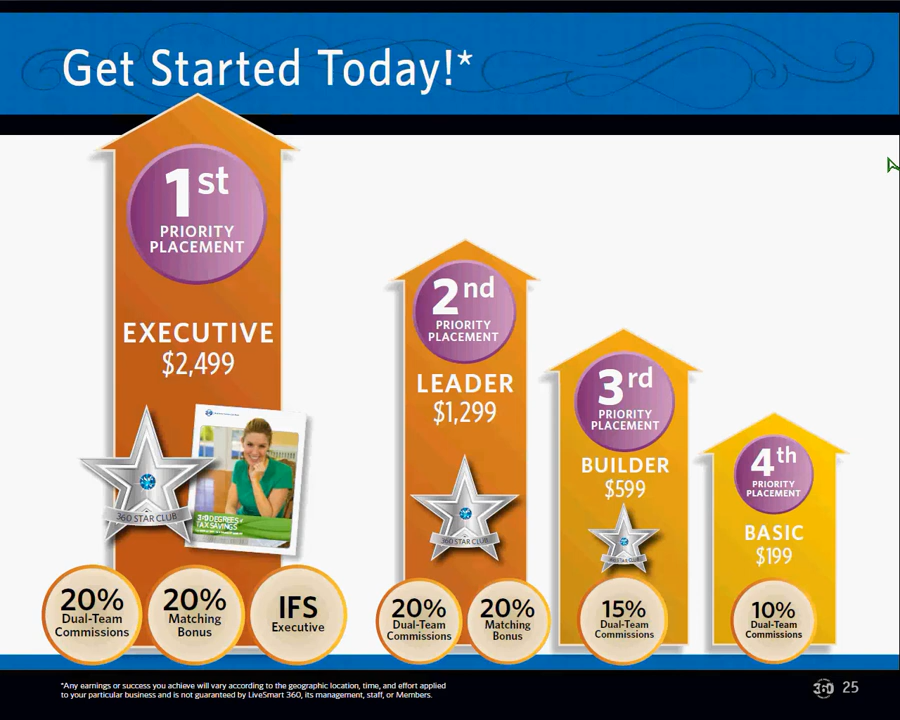 Get Started Today!*
1st
PRIORITY
PLACEMENT
EXECUTIVE
$2,499
360 STAR CLUB
TAX SAVINGS
20%
Dual-Team
Commissions
20%
Matching
Bonus
IFS
Executive
2nd
PRIORITY
PLACEMENT
LEADER
$1,299
360 STAR CLUB
20%
Dual-Team
Commissions
20%
Matching
Bonus
3rd
PRIORITY
PLACEMENT
BUILDER
$599
360 STAR CLUB
15%
Dual-Team
Commissions
4th
PRIORITY
PLACEMENT
BASIC
$199
10%
Dual-Team
Commissions
*Any earnings or success you achieve will vary according to the geographic location, time, and effort applied
to your particular business and is not guaranteed by LiveSmart 360, its management, staff, or Members.
360 25